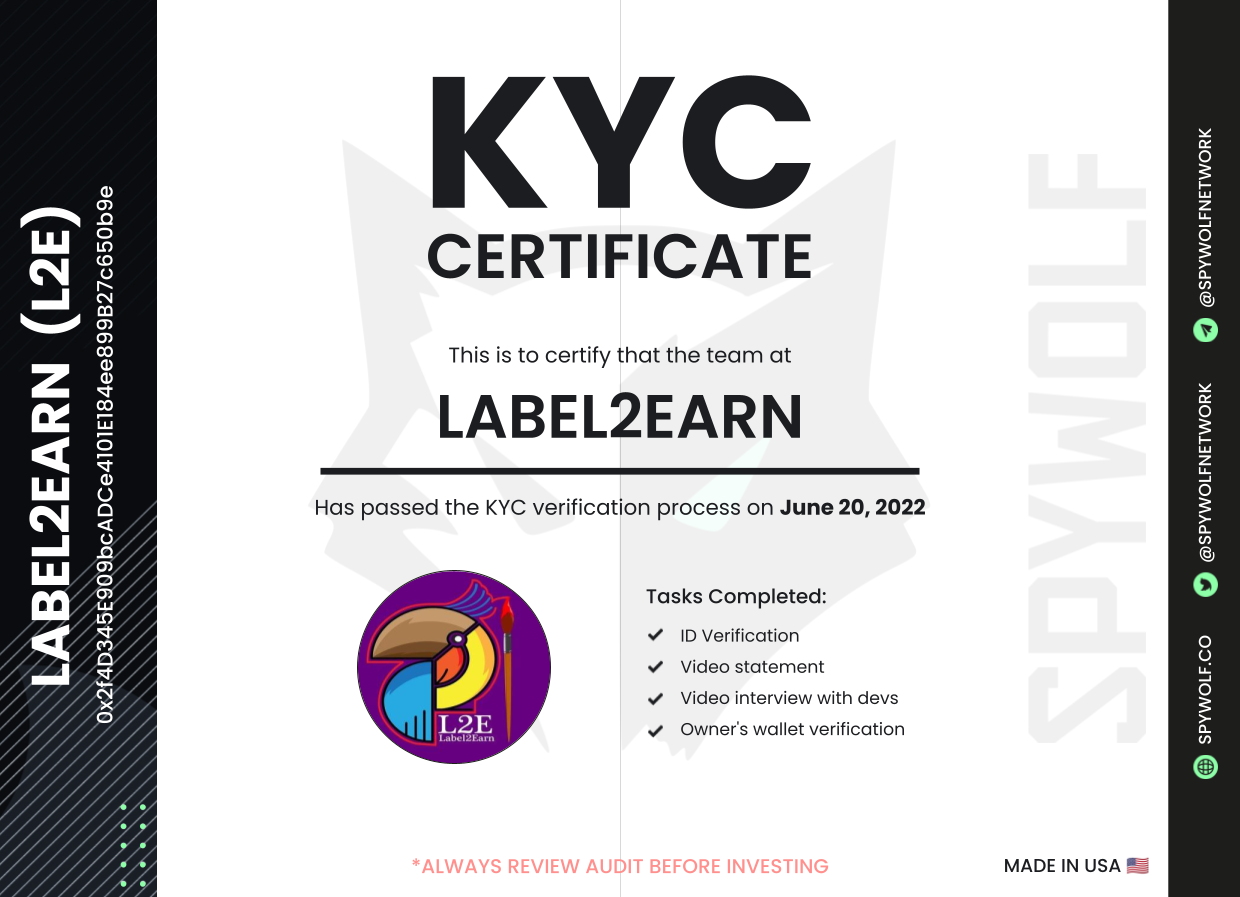 LABEL2EARN (L2E)
0x2f4D345E909bcADCe4101E184ee899B27c650b9e
KYC
CERTIFICATE
This is to certify that the team at
LABEL2EARN
Has passed the KYC verification process on June 20, 2022
L2E
Label2Earn
Tasks Completed:
ID Verification
Video statement
Video interview with devs
Owner's wallet verification
*ALWAYS REVIEW AUDIT BEFORE INVESTING
MADE IN USA 🇺🇸
SPYWOLF
SPYWOLF.CO
@SPYWOLFNETWORK
@SPYWOLFNETWORK